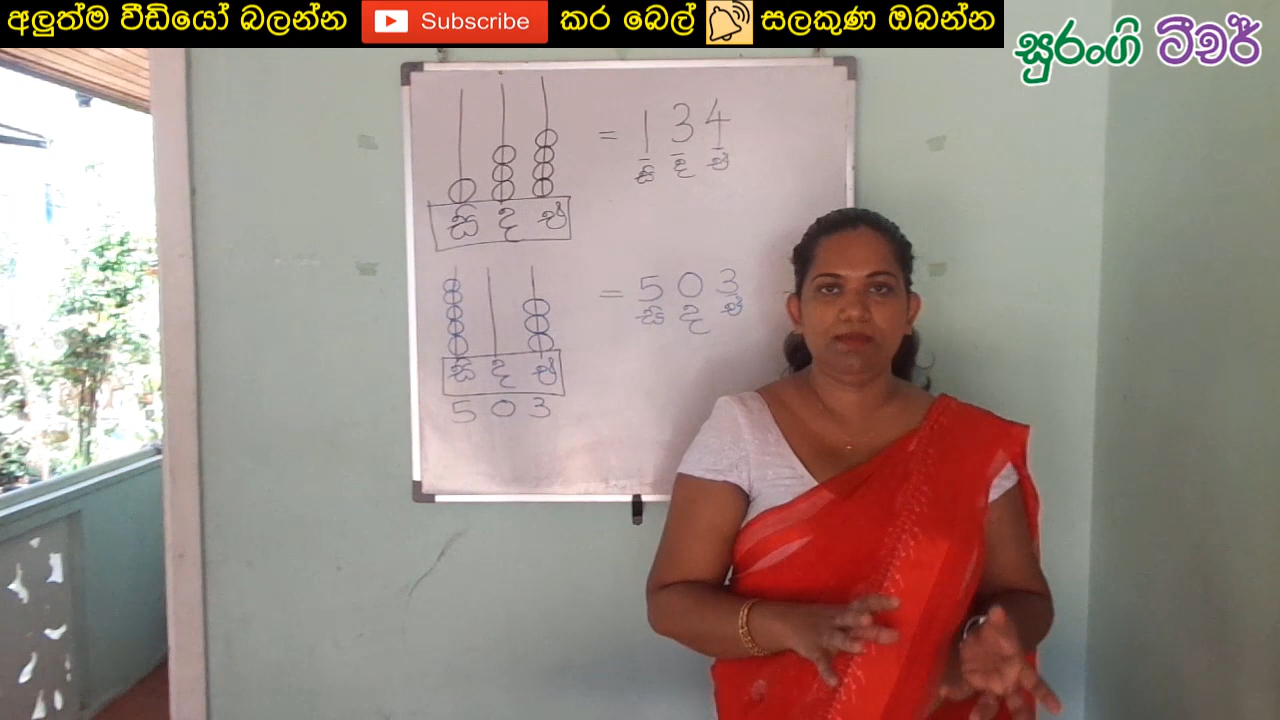 අලුත්ම වීඩියෝ බලන්න Subscribe කර බෙල් සලකුණ ඔබන්න
සුරංගි ටීචර්
= 134
සි ද එ
සි ද එ
= 503
සි ද එ
සි ද එ
503